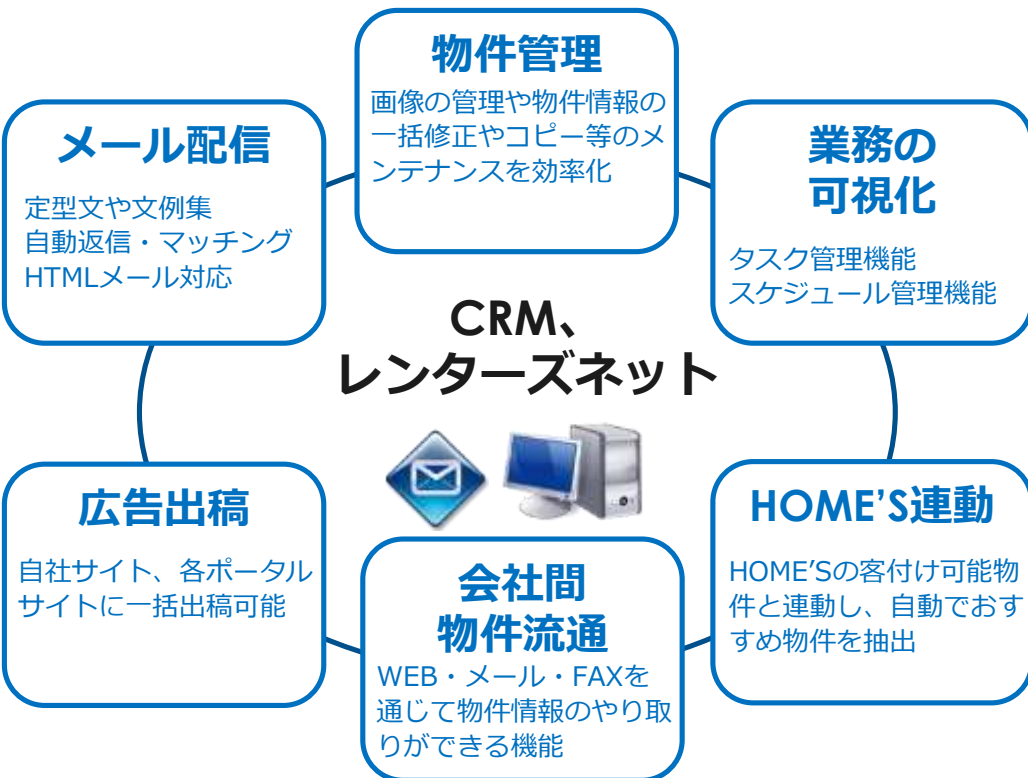 物件管理
画像の管理や物件情報の
一括修正やコピー等のメ
ンテナンスを効率化
メール配信
定型文や文例集
自動返信・マッチング
HTMLメール対応
業務の
可視化
タスク管理機能
スケジュール管理機能
CRM、
レンターズネット
広告出稿
自社サイト、各ポータル
サイトに一括出稿可能
会社間
物件流通
WEB・メール・FAXを
通じて物件情報のやり取
りができる機能
HOME’S連動
HOME’Sの客付け可能物
件と連動し、自動でおす
すめ物件を抽出